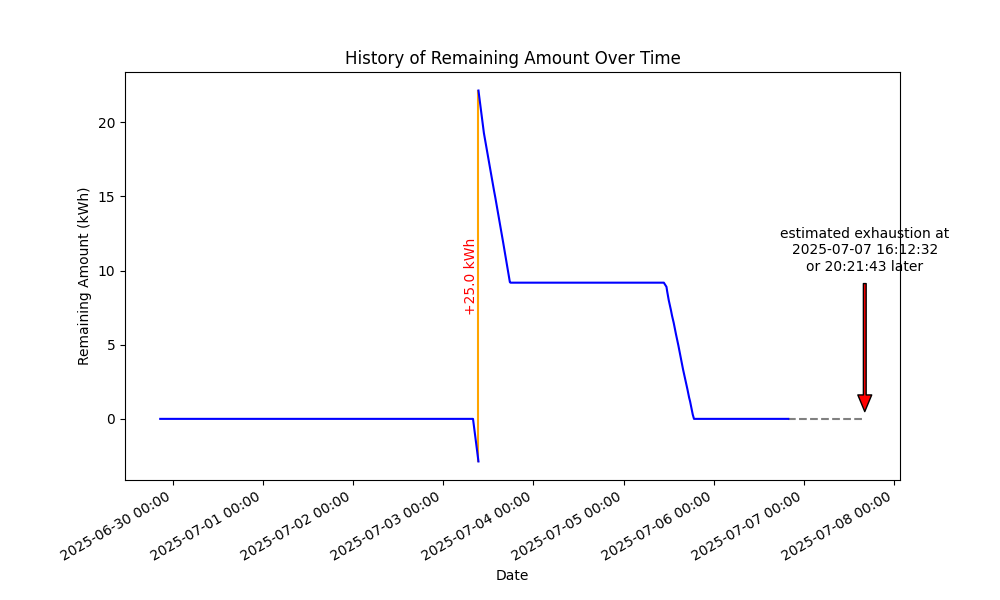 History of Remaining Amount Over Time
Remaining Amount (kWh)
20
15
10
5
0
+25.0 kWh
estimated exhaustion at
2025-07-07 16:12:32
or 20:21:43 later
2025-06-30 00:00
2025-07-01 00:00
2025-07-02 00:00
2025-07-03 00:00
2025-07-04 00:00
2025-07-05 00:00
2025-07-06 00:00
2025-07-07 00:00
2025-07-08 00:00
Date